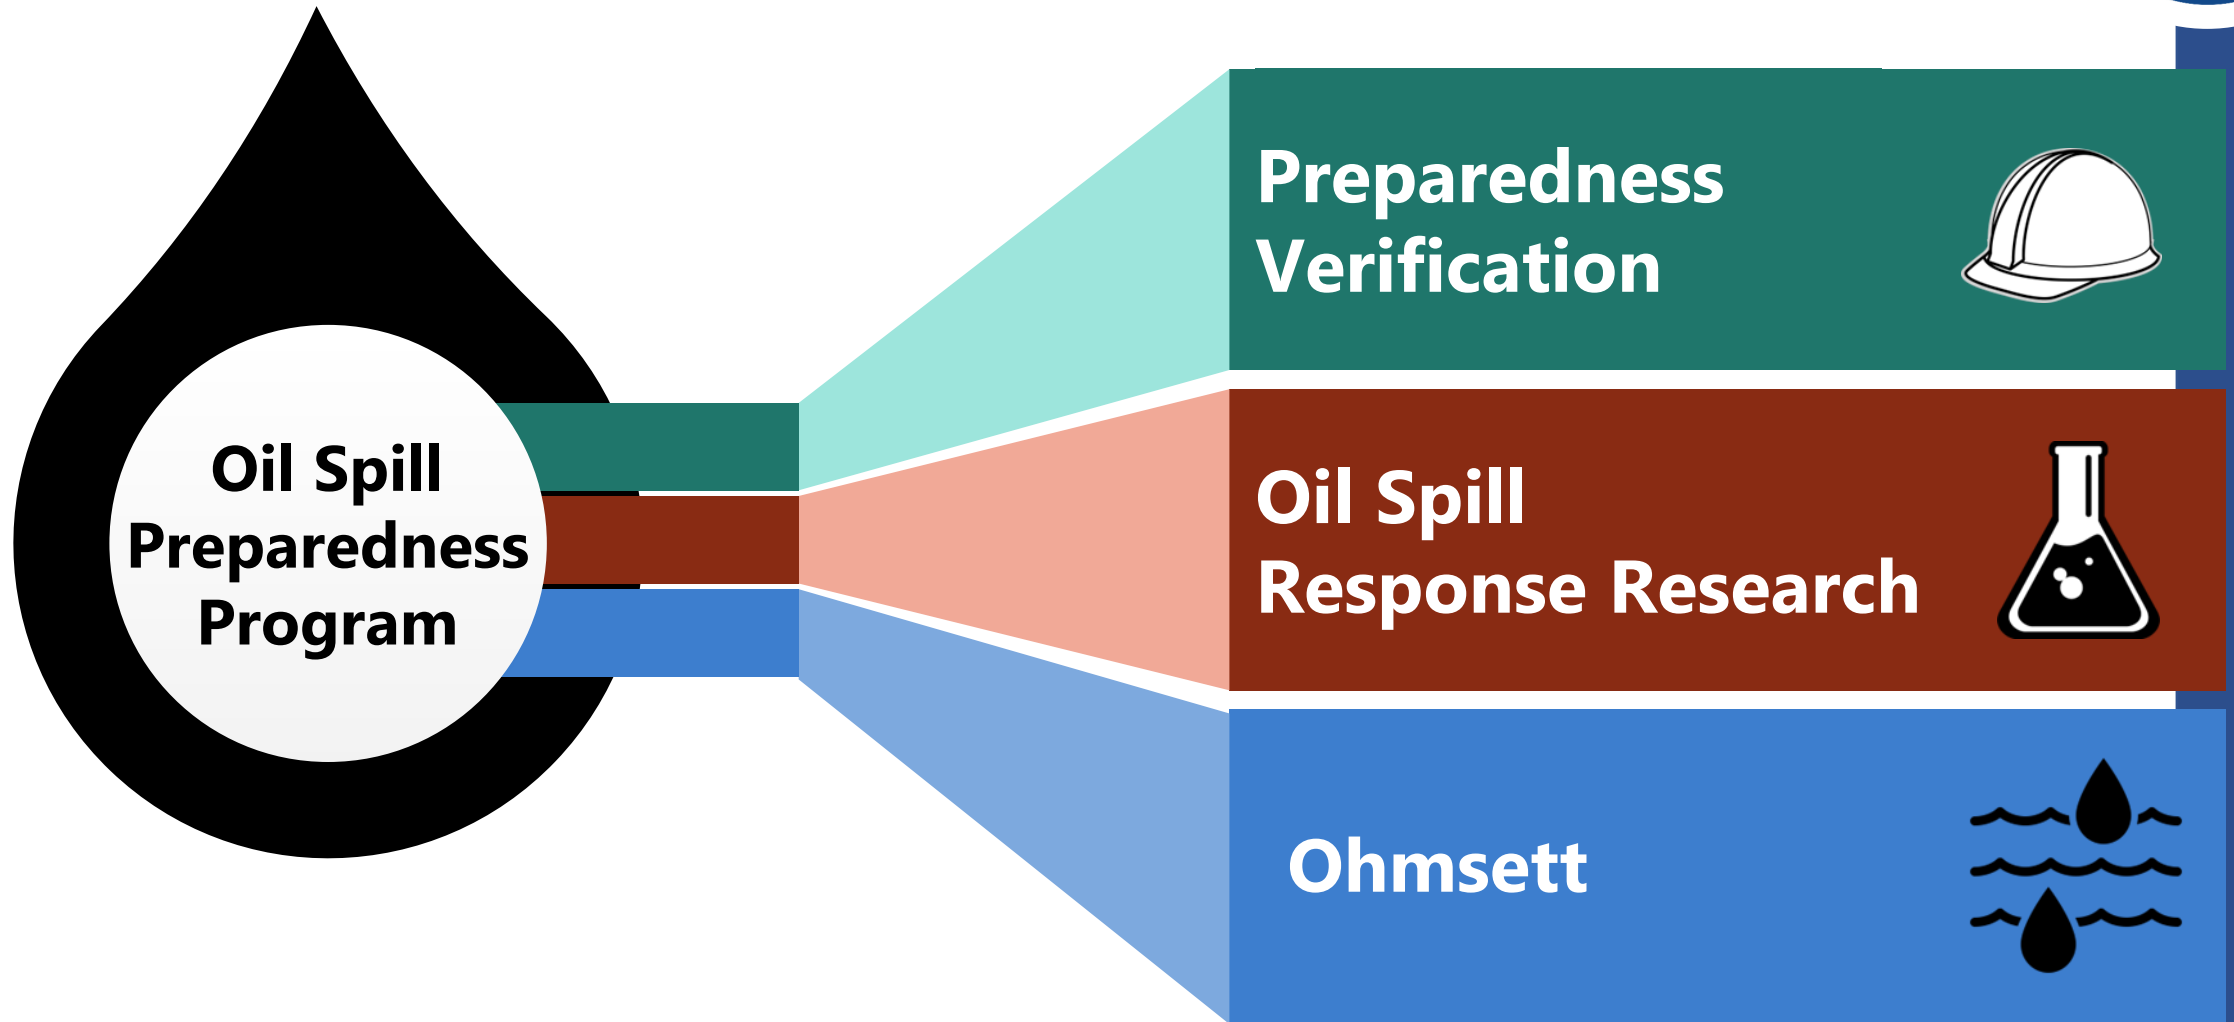 Oil Spill
Preparedness
Program
Preparedness
Verification
Oil Spill
Response Research
Ohmsett